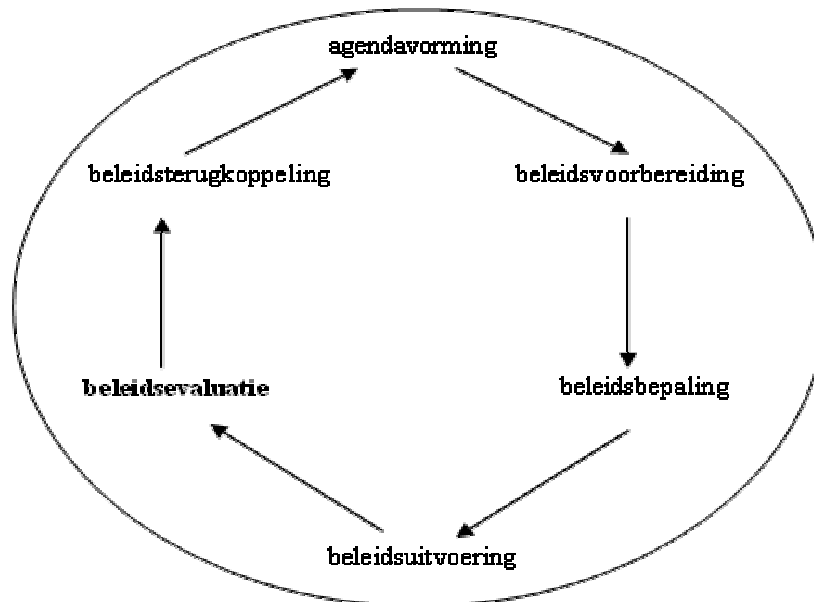 agendavorming
beleidsterugkoppeling
beleidsvoorbereiding
beleidsevaluatie
beleidsbepaling
beleidsuitvoering